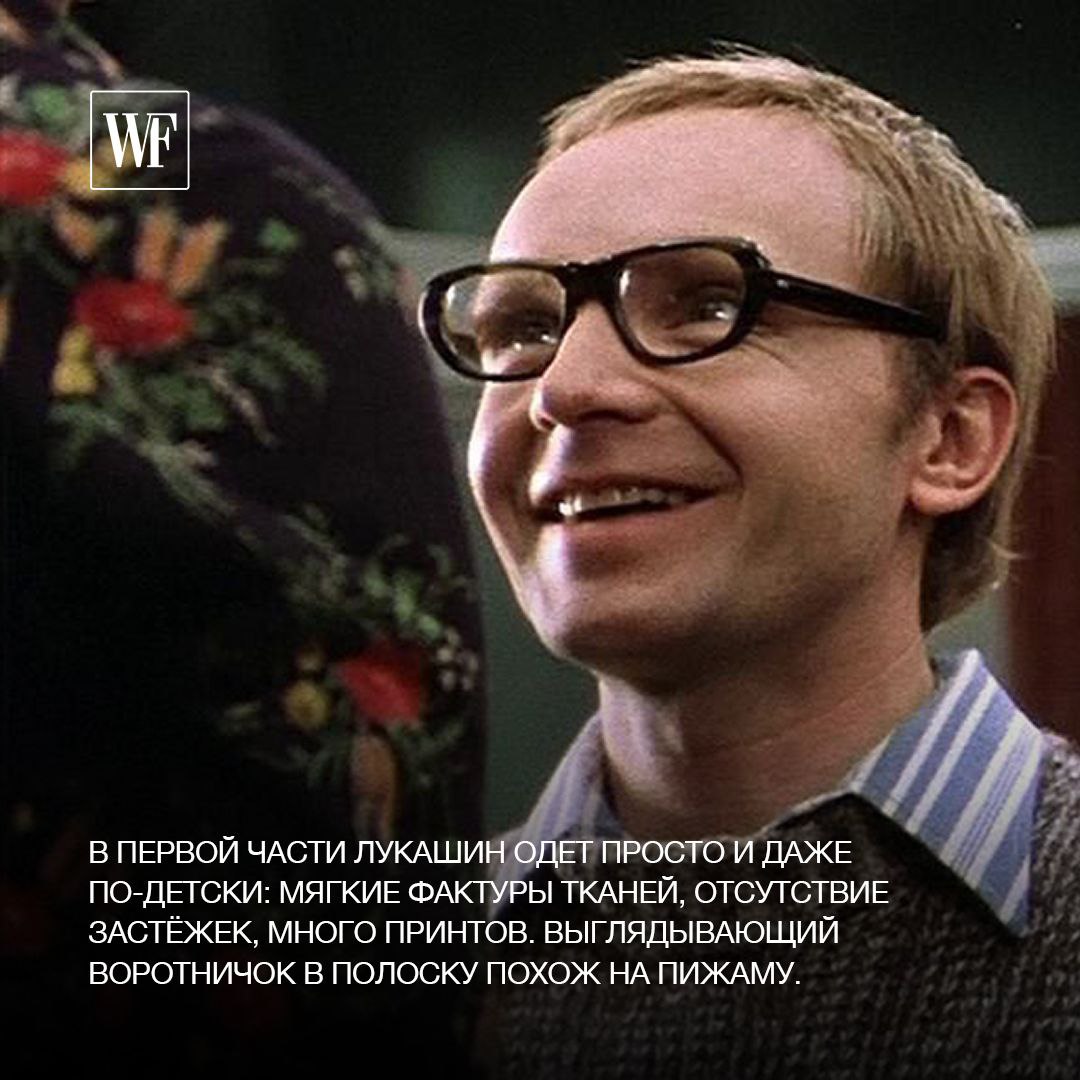 WF
В ПЕРВОЙ ЧАСТИ ЛУКАШИН ОДЕТ ПРОСТО И ДАЖЕ
ПО-ДЕТСКИ: МЯГКИЕ ФАКТУРЫ ТКАНЕЙ, ОТСУТСТВИЕ
ЗАСТЁЖЕК, МНОГО ПРИНТОВ. ВЫГЛЯДЫВАЮЩИЙ
ВОРОТНИЧОК В ПОЛОСКУ ПОХОЖ НА ПИЖАМУ.